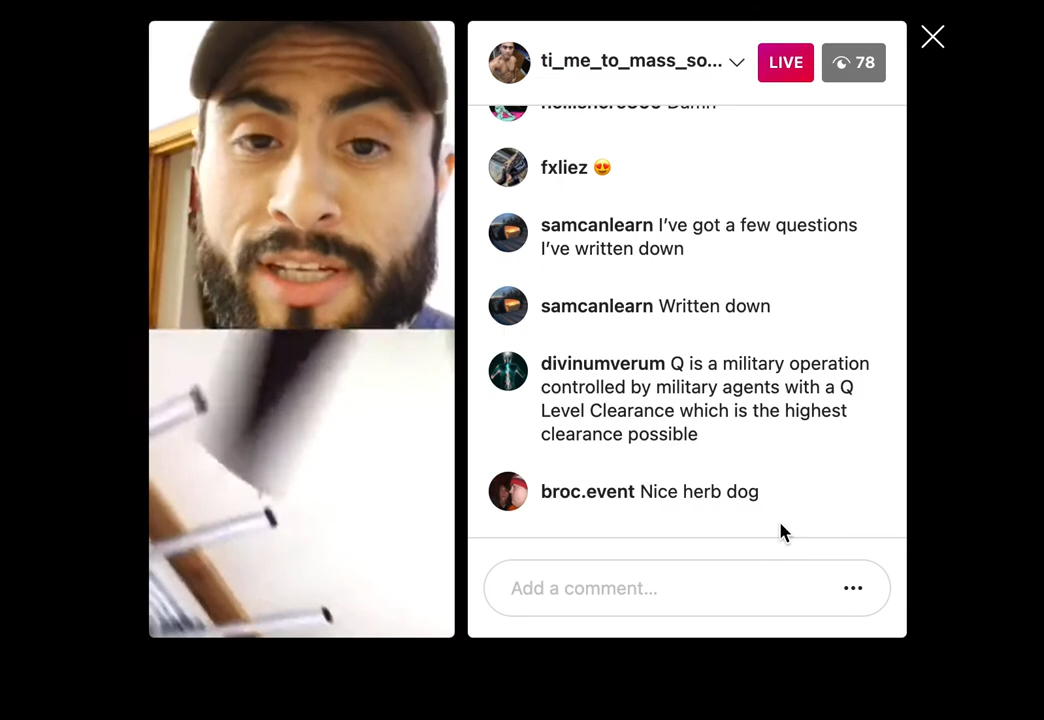 ti_me_to_mass_so...
LIVE
78
fxliez 😍
samcanlearn I’ve got a few questions
I’ve written down
samcanlearn Written down
divinumverum Q is a military operation
controlled by military agents with a Q
Level Clearance which is the highest
clearance possible
broc.event Nice herb dog
Add a comment...